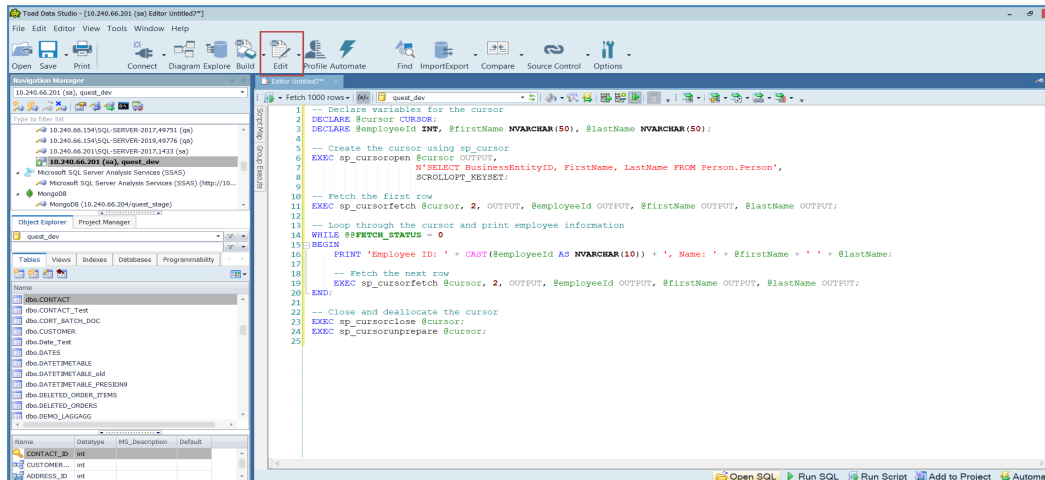 Toad Data Studio - [10.240.66.201 (sa) Editor Untitled7*]
File Edit Editor View Tools Window Help
Open Save Print Connect Diagram Explore Build Edit Profile Automate Find ImportExport Compare Source Control Options
Navigation Manager
10.240.66.201 (sa), quest_dev
Type to filter list
10.240.66.154\SQL-SERVER-2017,49751 (qa)
10.240.66.154\SQL-SERVER-2019,49776 (qa)
10.240.66.201\SQL-SERVER-2017,1433 (sa)
10.240.66.201 (sa), quest_dev
Microsoft SQL Server Analysis Services (SSAS)
Microsoft SQL Server Analysis Services (SSAS) (http://10...
MongoDB
MongoDB (10.240.66.204/quest_stage)
Object Explorer Project Manager
quest_dev
Tables Views Indexes Databases Programmability
Name
dbo.CONTACT
dbo.CONTACT_Test
dbo.CORT_BATCH_DOC
dbo.CUSTOMER
dbo.Date_Test
dbo.DATES
dbo.DATETIMETABLE
dbo.DATETIMETABLE_old
dbo.DATETIMETABLE_PRESION9
dbo.DELETED_ORDER_ITEMS
dbo.DELETED_ORDERS
dbo.DEMO_LAGGAGG
Name Datatype MS_Description Default
CONTACT_ID int
CUSTOMER... int
ADDRESS_ID int
Editor Untitled7*
Fetch 1000 rows quest_dev
Script Map
Group Execute
1 -- Declare variables for the cursor
2 DECLARE @cursor CURSOR;
3 DECLARE @employeeId INT, @firstName NVARCHAR(50), @lastName NVARCHAR(50);
4
5 -- Create the cursor using sp_cursor
6 EXEC sp_cursoropen @cursor OUTPUT,
7 N'SELECT BusinessEntityID, FirstName, LastName FROM Person.Person',
8 SCROLLOPT_KEYSET;
9
10 -- Fetch the first row
11 EXEC sp_cursorfetch @cursor, 2, OUTPUT, @employeeId OUTPUT, @firstName OUTPUT, @lastName OUTPUT;
12
13 -- Loop through the cursor and print employee information
14 WHILE @@FETCH_STATUS = 0
15 BEGIN
16 PRINT 'Employee ID: ' + CAST(@employeeId AS NVARCHAR(10)) + ', Name: ' + @firstName + ' ' + @lastName;
17
18 -- Fetch the next row
19 EXEC sp_cursorfetch @cursor, 2, OUTPUT, @employeeId OUTPUT, @firstName OUTPUT, @lastName OUTPUT;
20 END;
21
22 -- Close and deallocate the cursor
23 EXEC sp_cursorclose @cursor;
24 EXEC sp_cursorunprepare @cursor;
25
Open SQL Run SQL Run Script Add to Project Automa